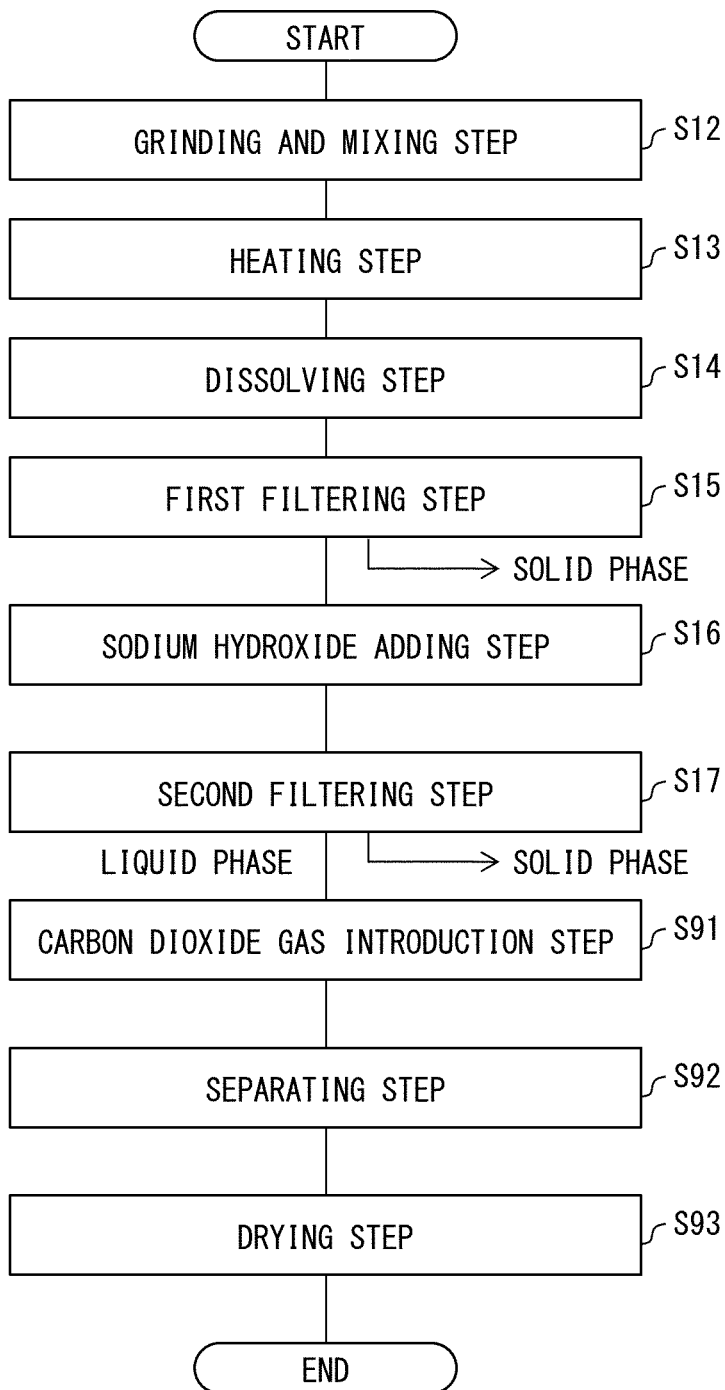 START
GRINDING AND MIXING STEP
S12
HEATING STEP
S13
DISSOLVING STEP
S14
FIRST FILTERING STEP
S15
SOLID PHASE
SODIUM HYDROXIDE ADDING STEP
S16
SECOND FILTERING STEP
S17
LIQUID PHASE
SOLID PHASE
CARBON DIOXIDE GAS INTRODUCTION STEP
S91
SEPARATING STEP
S92
DRYING STEP
S93
END